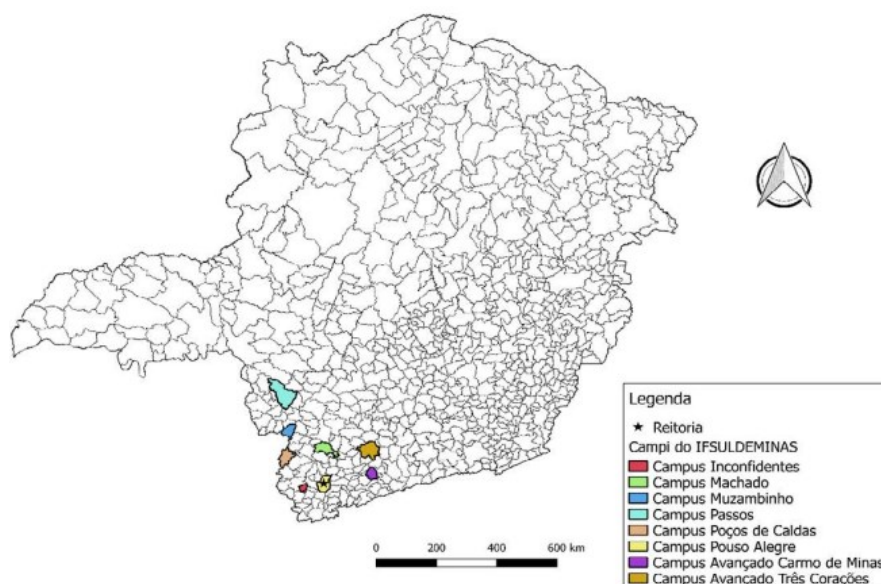 Legenda
Reitoria
Campi do IFSULDEMINAS
Campus Inconfidentes
Campus Machado
Campus Muzambinho
Campus Passos
Campus Poços de Caldas
Campus Pouso Alegre
Campus Avançado Carmo de Minas
Campus Avançado Três Corações
0 200 400 600 km